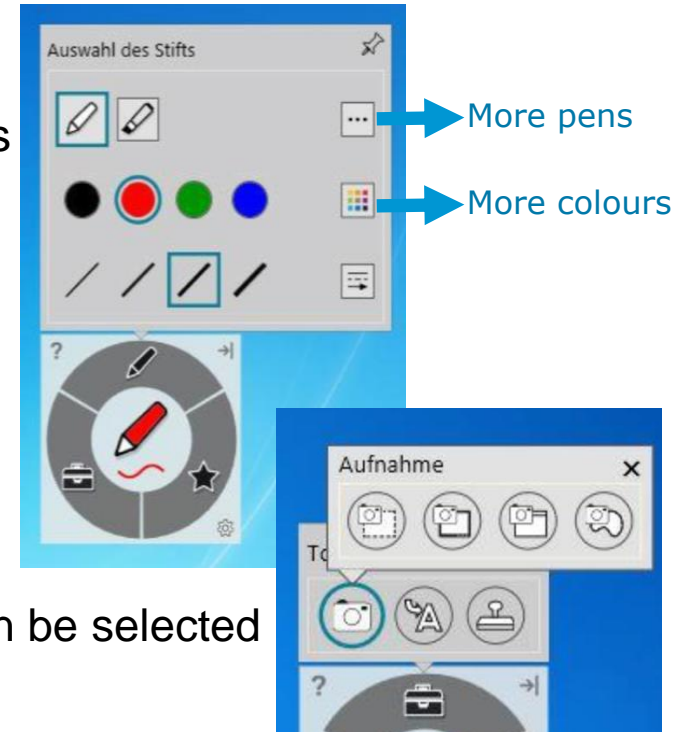 Auswahl des Stifts
More pens
s
More colours
?
Aufnahme
To
n be selected
A
?